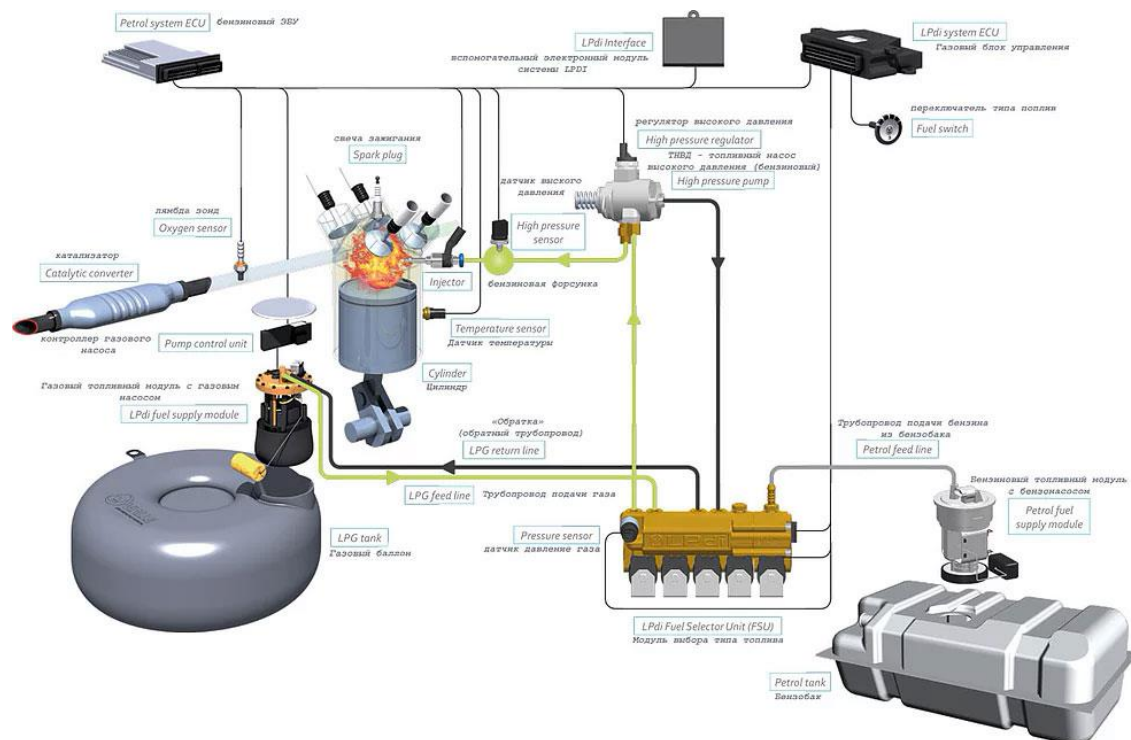 Petrol system ECU
бензиновый ЭБУ
LPdi Interface
вспомогательный электронный модуль
системы LPDI
LPdi system ECU
Газовый блок управления
переключатель типа поплив
Fuel switch
регулятор высокого давления
High pressure regulator
ТНВД - топливный насос
высокого давления (бензиновый)
High pressure pump
свеча зажигания
Spark plug
датчик выского
давления
High pressure
sensor
лямбда зонд
Oxygen sensor
катализатор
Catalytic converter
Injector
бензиновая форсунка
контроллер газового
насоса
Pump control unit
Temperature sensor
Датчик температуры
Cylinder
Цилиндр
Газовый топливный модуль с газовым
насосом
LPdi fuel supply module
«Обратка»
(обратный трубопровод)
LPG return line
Трубопровод подачи бензина
из бензобака
Petrol feed line
LPG feed line
Трубопровод подачи газа
Бензиновый топливный модуль
с бензонасосом
Petrol fuel
supply module
LPG tank
Газовый баллон
Pressure sensor
датчик давление газа
LPdi
LPdi Fuel Selector Unit (FSU)
Модуль выбора типа топлива
Petrol tank
Бензобак